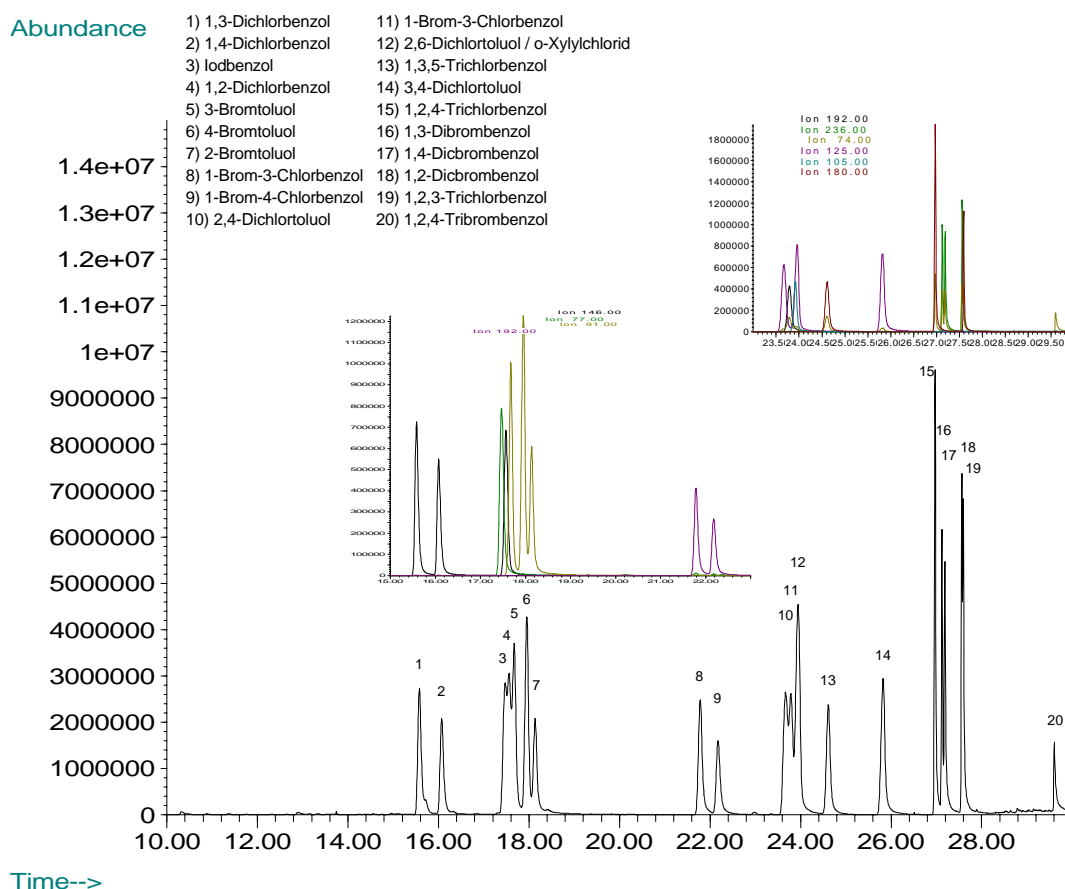 Abundance
1) 1,3-Dichlorbenzol
2) 1,4-Dichlorbenzol
3) Iodbenzol
4) 1,2-Dichlorbenzol
5) 3-Bromtoluol
6) 4-Bromtoluol
7) 2-Bromtoluol
8) 1-Brom-3-Chlorbenzol
9) 1-Brom-4-Chlorbenzol
10) 2,4-Dichlortoluol
11) 1-Brom-3-Chlorbenzol
12) 2,6-Dichlortoluol / o-Xylylchlorid
13) 1,3,5-Trichlorbenzol
14) 3,4-Dichlortoluol
15) 1,2,4-Trichlorbenzol
16) 1,3-Dibrombenzol
17) 1,4-Dicbrombenzol
18) 1,2-Dicbrombenzol
19) 1,2,3-Trichlorbenzol
20) 1,2,4-Tribrombenzol
Ion 192.00
Ion 236.00
Ion 74.00
Ion 125.00
Ion 105.00
Ion 180.00
1800000
1600000
1400000
1200000
1000000
800000
600000
400000
200000
0
23.5 24.0 24.5 25.0 25.5 26.0 26.5 27.0 27.5 28.0 28.5 29.0 29.50
Ion 146.00
Ion 77.00
Ion 192.00 Ion 91.00
1200000
1100000
1000000
900000
800000
700000
600000
500000
400000
300000
200000
100000
0
15.00 16.00 17.00 18.00 19.00 20.00 21.00 22.00
1.4e+07
1.3e+07
1.2e+07
1.1e+07
1e+07
9000000
8000000
7000000
6000000
5000000
4000000
3000000
2000000
1000000
0
1
2
3
4
5
6
7
8
9
10
11
12
13
14
15
16
17
18
19
20
10.00 12.00 14.00 16.00 18.00 20.00 22.00 24.00 26.00 28.00
Time-->